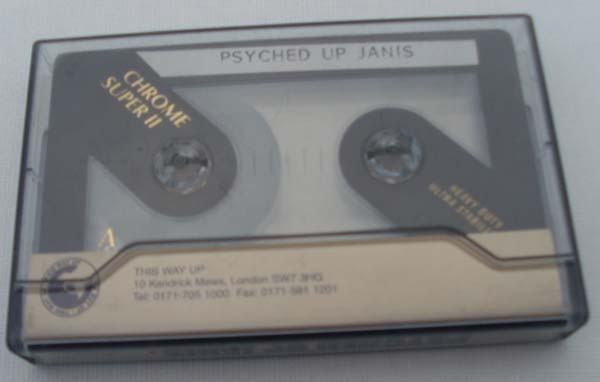 PSYCHED UP JANIS
CHROME
SUPER II
HEAVY DUTY
ULTRA STABLE
A
THIS WAY UP
10 Kendrick Mews, London SW7 3HG
Tel: 0171-705 1000 Fax: 0171-581 1201